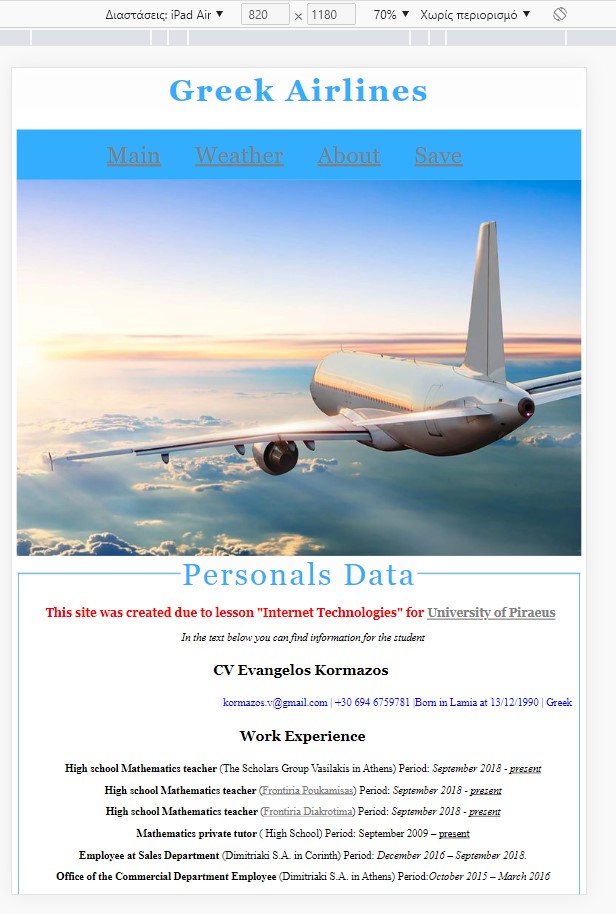 Διαστάσεις: iPad Air ▼ 820 × 1180 70% ▼ Χωρίς περιορισμό ▼
Greek Airlines
Main Weather About Save
Personals Data
This site was created due to lesson "Internet Technologies" for University of Piraeus
In the text below you can find information for the student
CV Evangelos Kormazos
kormazos.v@gmail.com | +30 694 6759781 |Born in Lamia at 13/12/1990 | Greek
Work Experience
High school Mathematics teacher (The Scholars Group Vasilakis in Athens) Period: September 2018 - present
High school Mathematics teacher (Frontiria Poukamisas) Period: September 2018 - present
High school Mathematics teacher (Frontiria Diakrotima) Period: September 2018 - present
Mathematics private tutor ( High School) Period: September 2009 – present
Employee at Sales Department (Dimitriaki S.A. in Corinth) Period: December 2016 – September 2018.
Office of the Commercial Department Employee (Dimitriaki S.A. in Athens) Period:October 2015 – March 2016